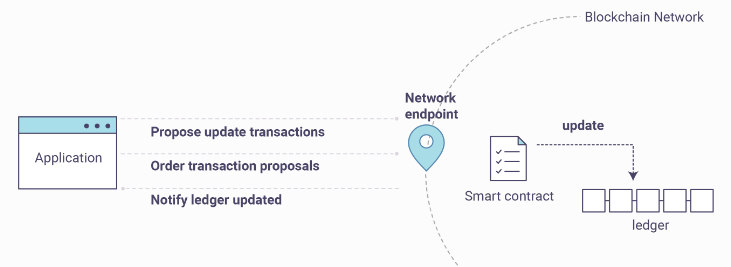 Blockchain Network
Network
endpoint
Propose update transactions
update
Application
Order transaction proposals
Smart contract
Notify ledger updated
ledger